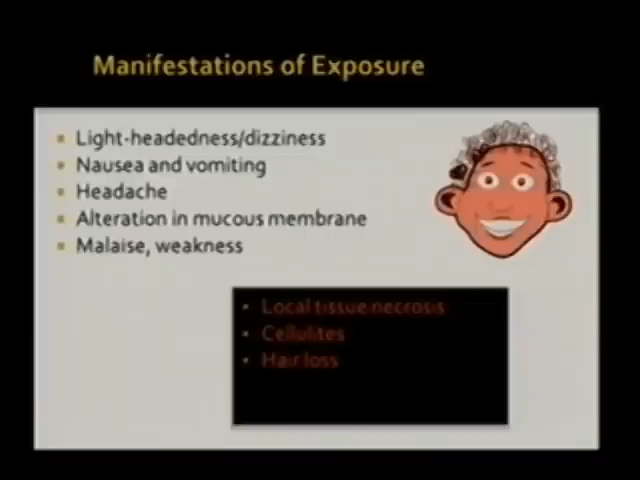 Manifestations of Exposure
Light-headedness/dizziness
Nausea and vomiting
Headache
Alteration in mucous membrane
Malaise, weakness
Local tissue necrosis
Cellulites
Hair loss